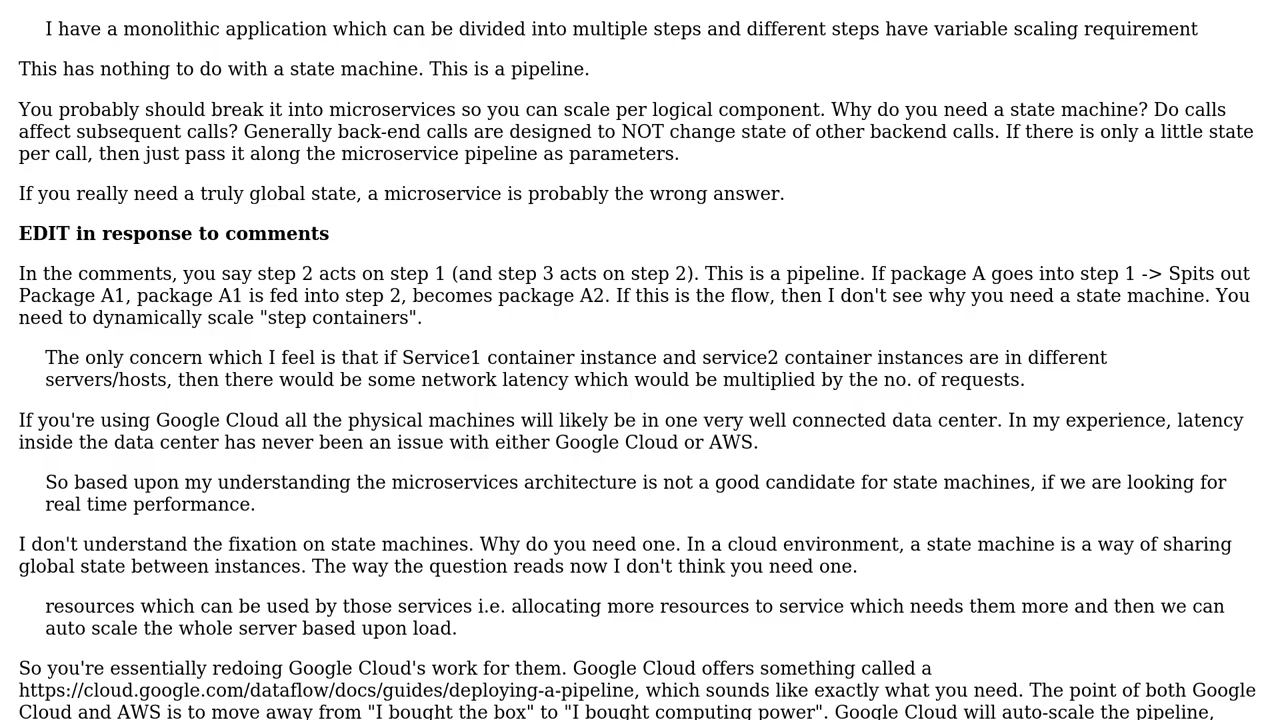 I have a monolithic application which can be divided into multiple steps and different steps have variable scaling requirement
This has nothing to do with a state machine. This is a pipeline.
You probably should break it into microservices so you can scale per logical component. Why do you need a state machine? Do calls
affect subsequent calls? Generally back-end calls are designed to NOT change state of other backend calls. If there is only a little state
per call, then just pass it along the microservice pipeline as parameters.
If you really need a truly global state, a microservice is probably the wrong answer.
EDIT in response to comments
In the comments, you say step 2 acts on step 1 (and step 3 acts on step 2). This is a pipeline. If package A goes into step 1 -> Spits out
Package A1, package A1 is fed into step 2, becomes package A2. If this is the flow, then I don't see why you need a state machine. You
need to dynamically scale "step containers".
The only concern which I feel is that if Service1 container instance and service2 container instances are in different
servers/hosts, then there would be some network latency which would be multiplied by the no. of requests.
If you're using Google Cloud all the physical machines will likely be in one very well connected data center. In my experience, latency
inside the data center has never been an issue with either Google Cloud or AWS.
So based upon my understanding the microservices architecture is not a good candidate for state machines, if we are looking for
real time performance.
I don't understand the fixation on state machines. Why do you need one. In a cloud environment, a state machine is a way of sharing
global state between instances. The way the question reads now I don't think you need one.
resources which can be used by those services i.e. allocating more resources to service which needs them more and then we can
auto scale the whole server based upon load.
So you're essentially redoing Google Cloud's work for them. Google Cloud offers something called a
https://cloud.google.com/dataflow/docs/guides/deploying-a-pipeline, which sounds like exactly what you need. The point of both Google
Cloud and AWS is to move away from "I bought the box" to "I bought computing power". Google Cloud will auto-scale the pipeline,